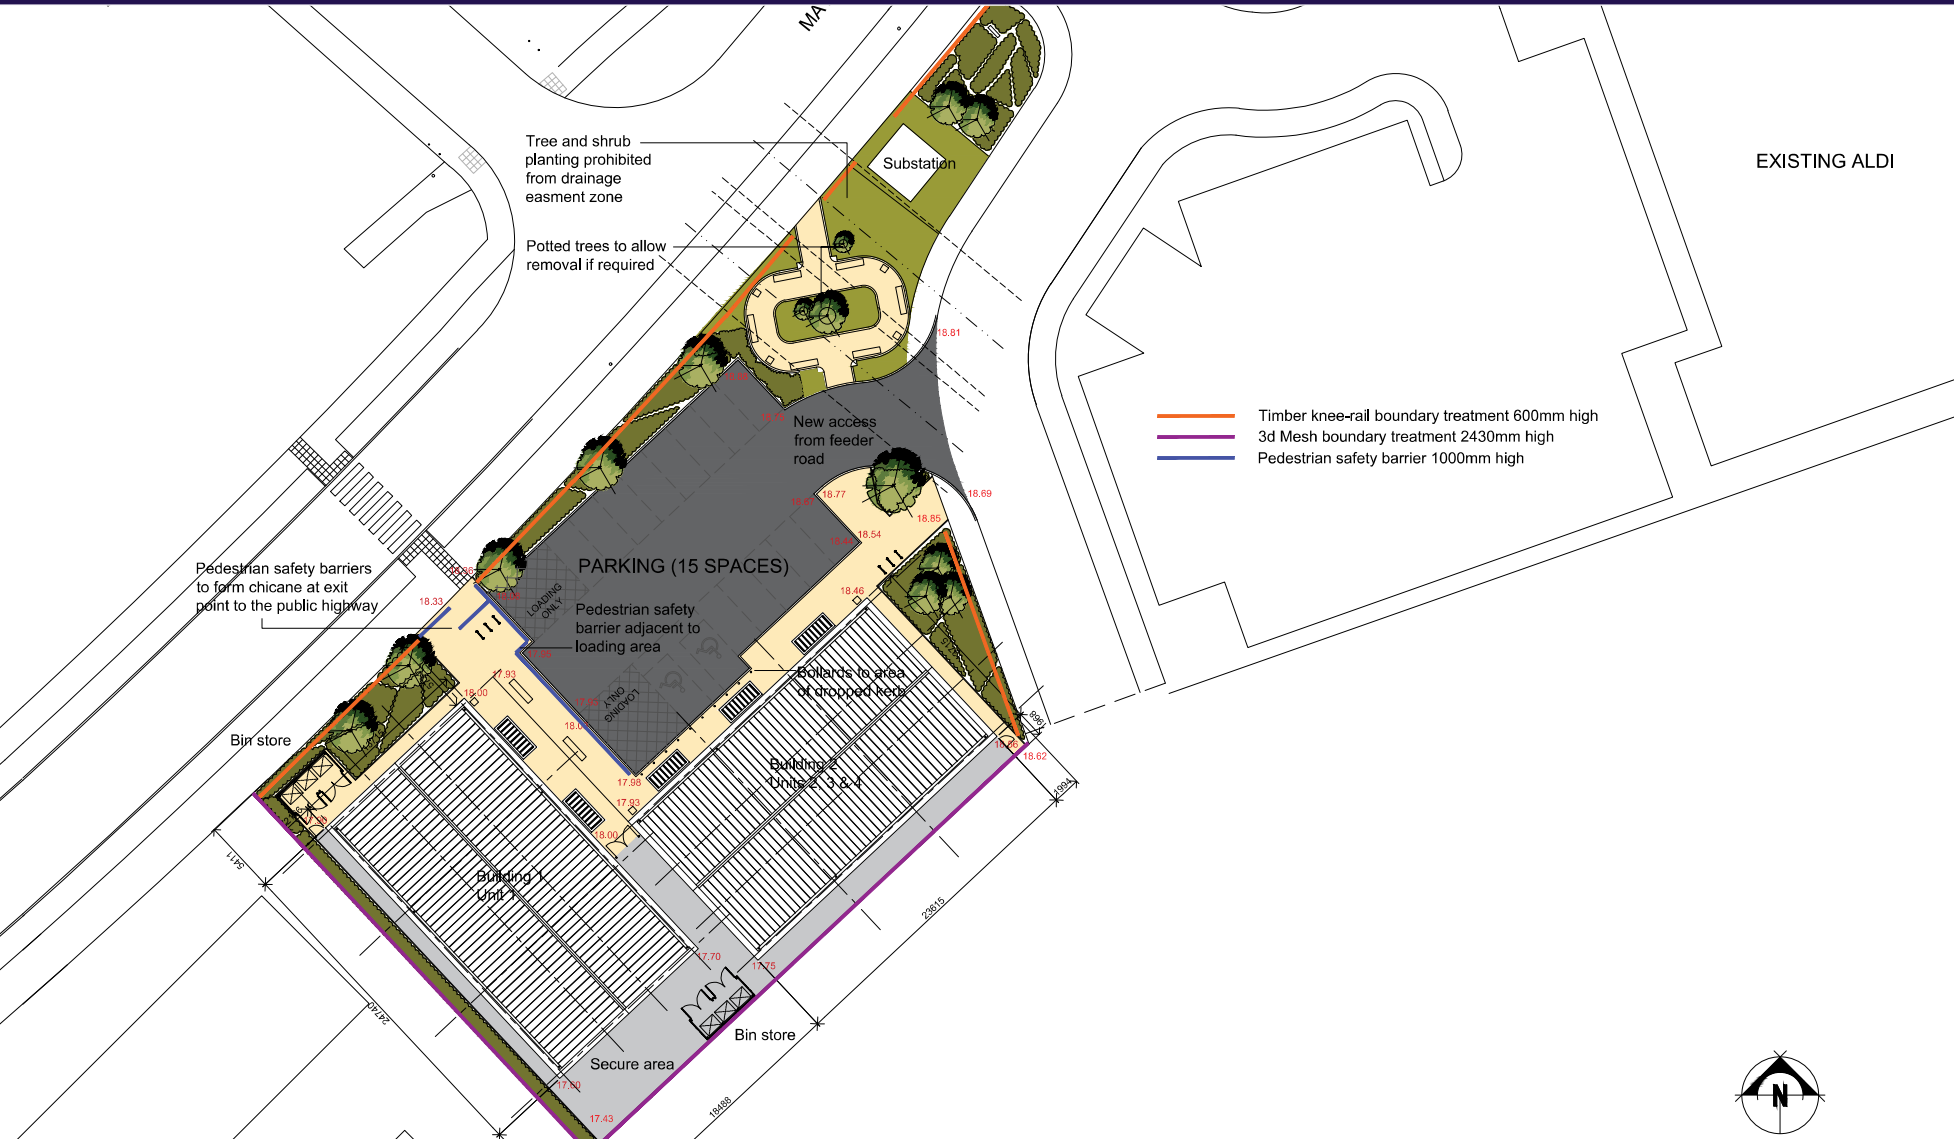 MA
EXISTING ALDI
Tree and shrub
planting prohibited
from drainage
easment zone
Substation
Potted trees to allow
removal if required
18.81
New access
from feeder
road
Timber knee-rail boundary treatment 600mm high
3d Mesh boundary treatment 2430mm high
Pedestrian safety barrier 1000mm high
18.77
18.69
18.85
18.54
PARKING (15 SPACES)
Pedestrian safety barriers
to form chicane at exit
point to the public highway
18.33
LOADING
ONLY
18.46
Pedestrian safety
barrier adjacent to
loading area
17.93
18.00
Bollards to area
of dropped kerb
LOADING
ONLY
Bin store
Building 2
Units 2, 3 & 4
1968
18.62
1994
17.98
17.93
18.00
5411
Building 1
Unit 1
23615
17.70
17.75
24740
Bin store
Secure area
17.60
17.43
18488
N